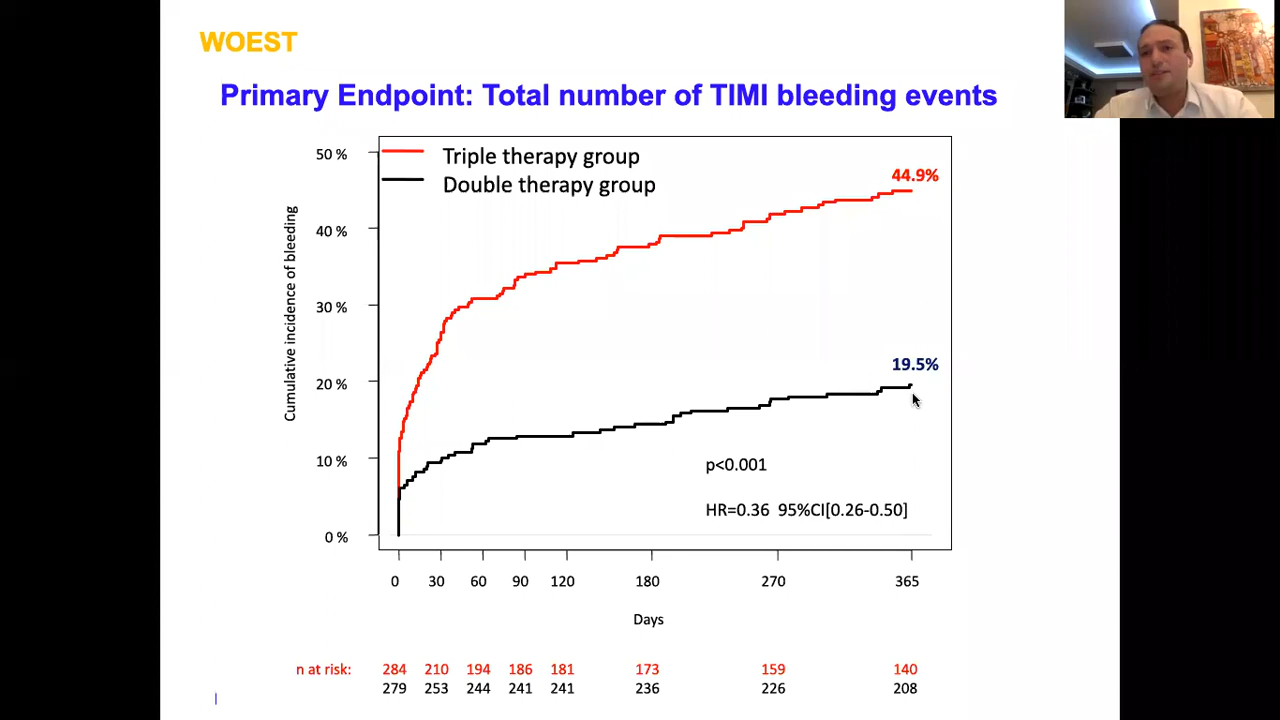 WOEST
Primary Endpoint: Total number of TIMI bleeding events
Triple therapy group
Double therapy group
50 %
40 %
30 %
20 %
10 %
0 %
Cumulative incidence of bleeding
44.9%
19.5%
p<0.001
HR=0.36 95%CI[0.26-0.50]
0 30 60 90 120 180 270 365
Days
n at risk: 284 210 194 186 181 173 159 140
279 253 244 241 241 236 226 208